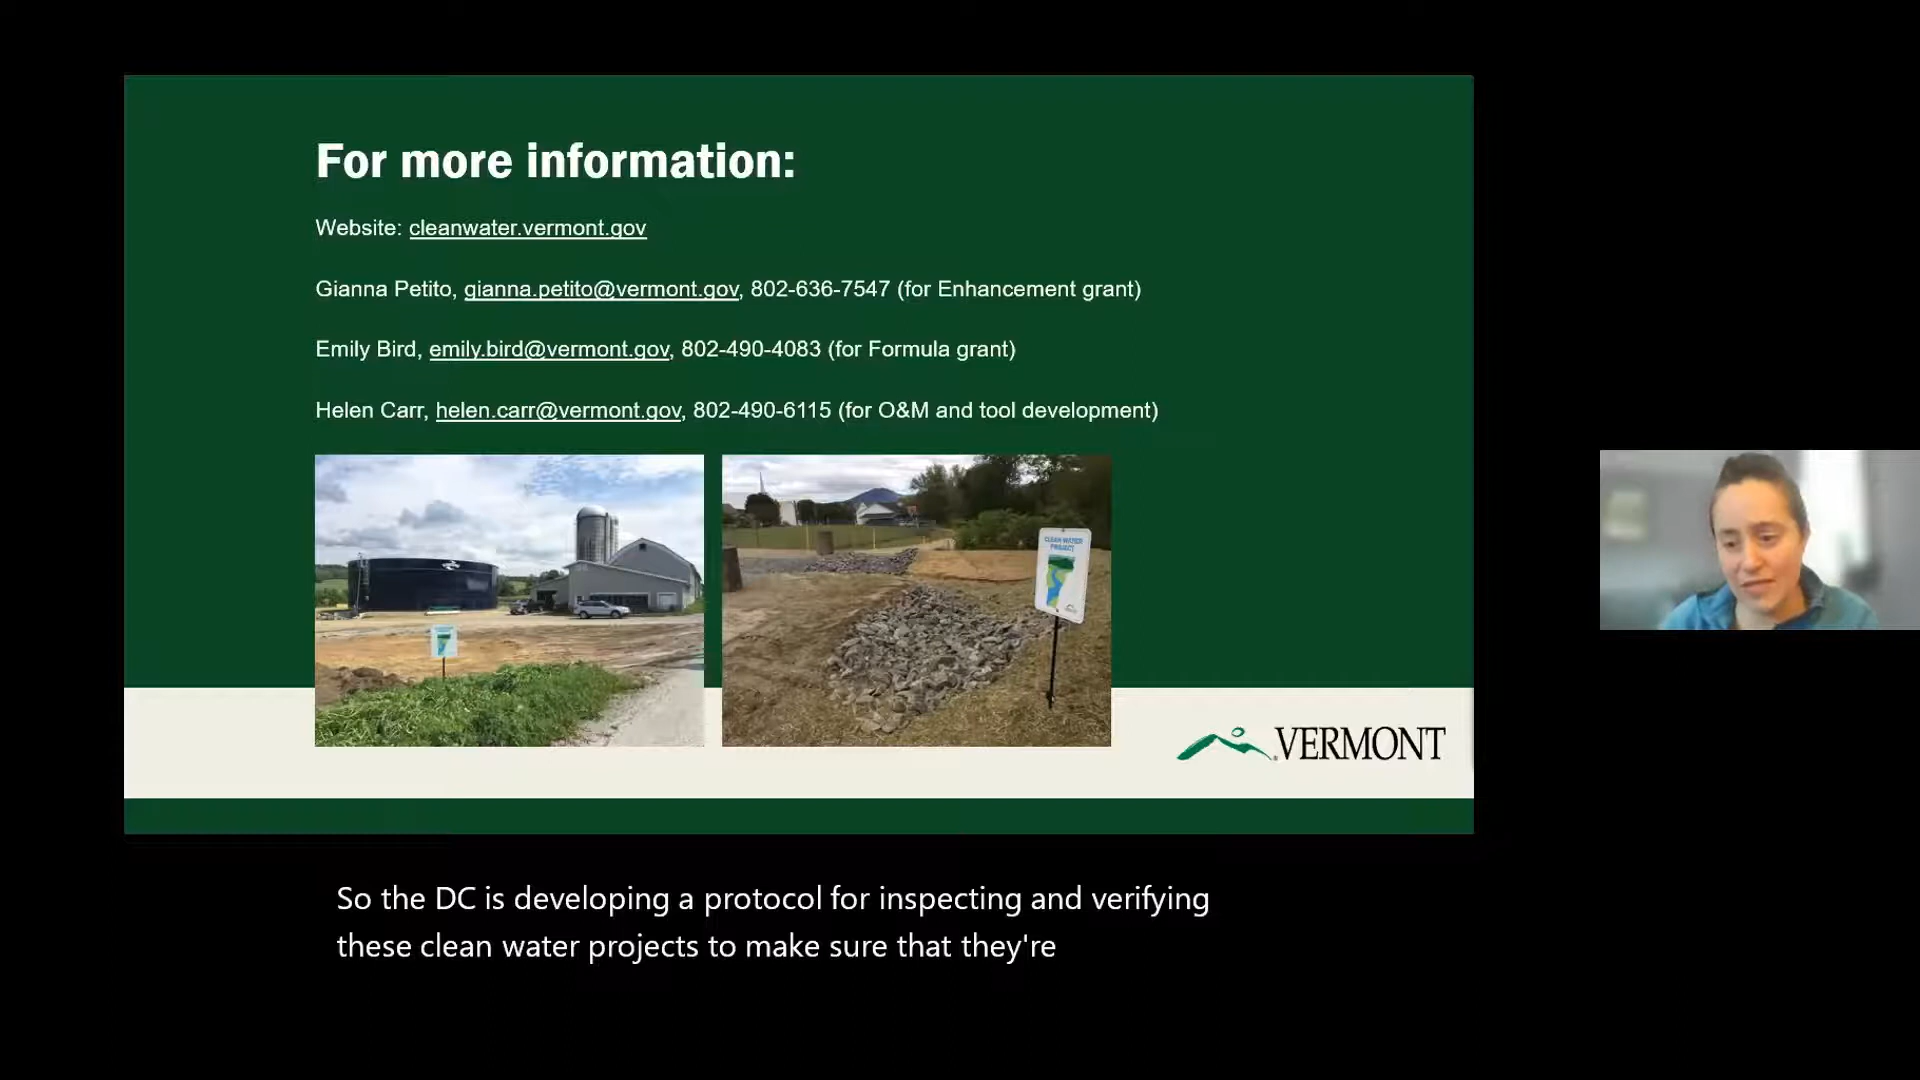 For more information:
Website: cleanwater.vermont.gov
Gianna Petito, gianna.petito@vermont.gov, 802-636-7547 (for Enhancement grant)
Emily Bird, emily.bird@vermont.gov, 802-490-4083 (for Formula grant)
Helen Carr, helen.carr@vermont.gov, 802-490-6115 (for O&M and tool development)
CLEAN WATER
PROJECT
VERMONT
So the DC is developing a protocol for inspecting and verifying
these clean water projects to make sure that they're